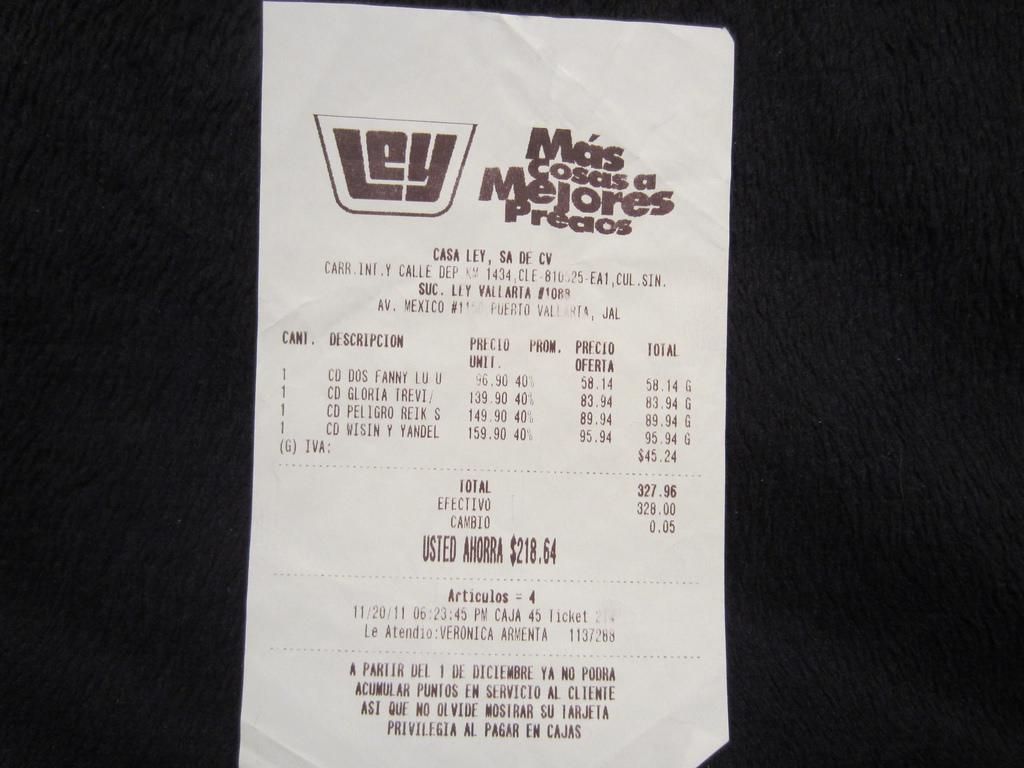 Ley
Más
Cosas a
Mejores
Precios
CASA LEY, SA DE CV
CARR.INT.Y CALLE DEP KM 1434,CLE-810625-EA1,CUL.SIN.
SUC. LEY VALLARTA #1088
AV. MEXICO PUERTO VALLARTA, JAL
CANT. DESCRIPCION PRECIO PROM. PRECIO TOTAL
UNIT. OFERTA
1 CD DOS FANNY LU U 96.90 40% 58.14 58.14 G
1 CD GLORIA TREVI/ 139.90 40% 83.94 83.94 G
1 CD PELIGRO REIK S 149.90 40% 89.94 89.94 G
1 CD WISIN Y YANDEL 159.90 40% 95.94 95.94 G
(G) IVA: $45.24
TOTAL 327.96
EFECTIVO 328.00
CAMBIO 0.05
USTED AHORRA $218.64
Articulos = 4
11/20/11 06:23:45 PM CAJA 45 Ticket
Le Atendio:VERONICA ARMENTA 1137288
A PARTIR DEL 1 DE DICIEMBRE YA NO PODRA
ACUMULAR PUNTOS EN SERVICIO AL CLIENTE
ASI QUE NO OLVIDE MOSTRAR SU TARJETA
PRIVILEGIA AL PAGAR EN CAJAS